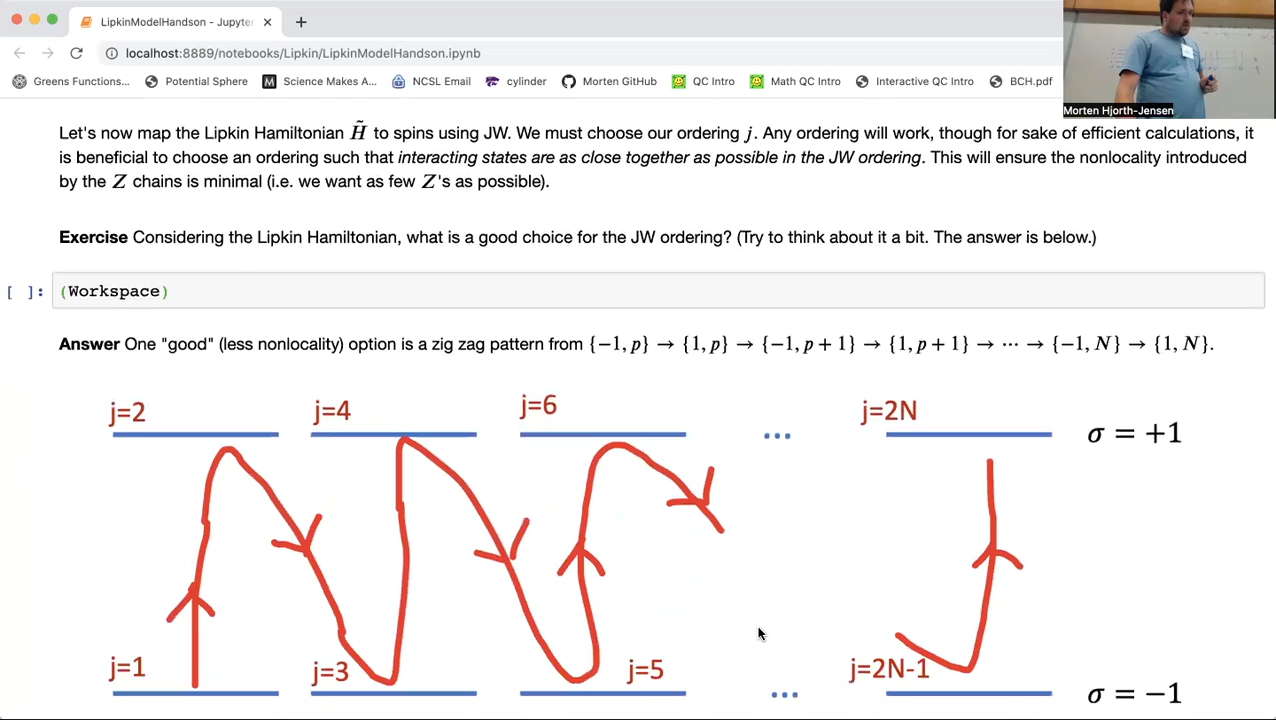 LipkinModelHandson - Jupyter
localhost:8889/notebooks/Lipkin/LipkinModelHandson.ipynb
Greens Functions... Potential Sphere Science Makes A... NCSL Email cylinder Morten GitHub QC Intro Math QC Intro Interactive QC Intro BCH.pdf
Morten Hjorth-Jensen
Let's now map the Lipkin Hamiltonian H̃ to spins using JW. We must choose our ordering j. Any ordering will work, though for sake of efficient calculations, it
is beneficial to choose an ordering such that interacting states are as close together as possible in the JW ordering. This will ensure the nonlocality introduced
by the Z chains is minimal (i.e. we want as few Z's as possible).
Exercise Considering the Lipkin Hamiltonian, what is a good choice for the JW ordering? (Try to think about it a bit. The answer is below.)
[ ]: (Workspace)
Answer One "good" (less nonlocality) option is a zig zag pattern from {−1, p} → {1, p} → {−1, p + 1} → {1, p + 1} → ⋯ → {−1, N} → {1, N}.
j=2 j=4 j=6 j=2N
... σ = +1
j=1 j=3 j=5 j=2N-1
... σ = −1